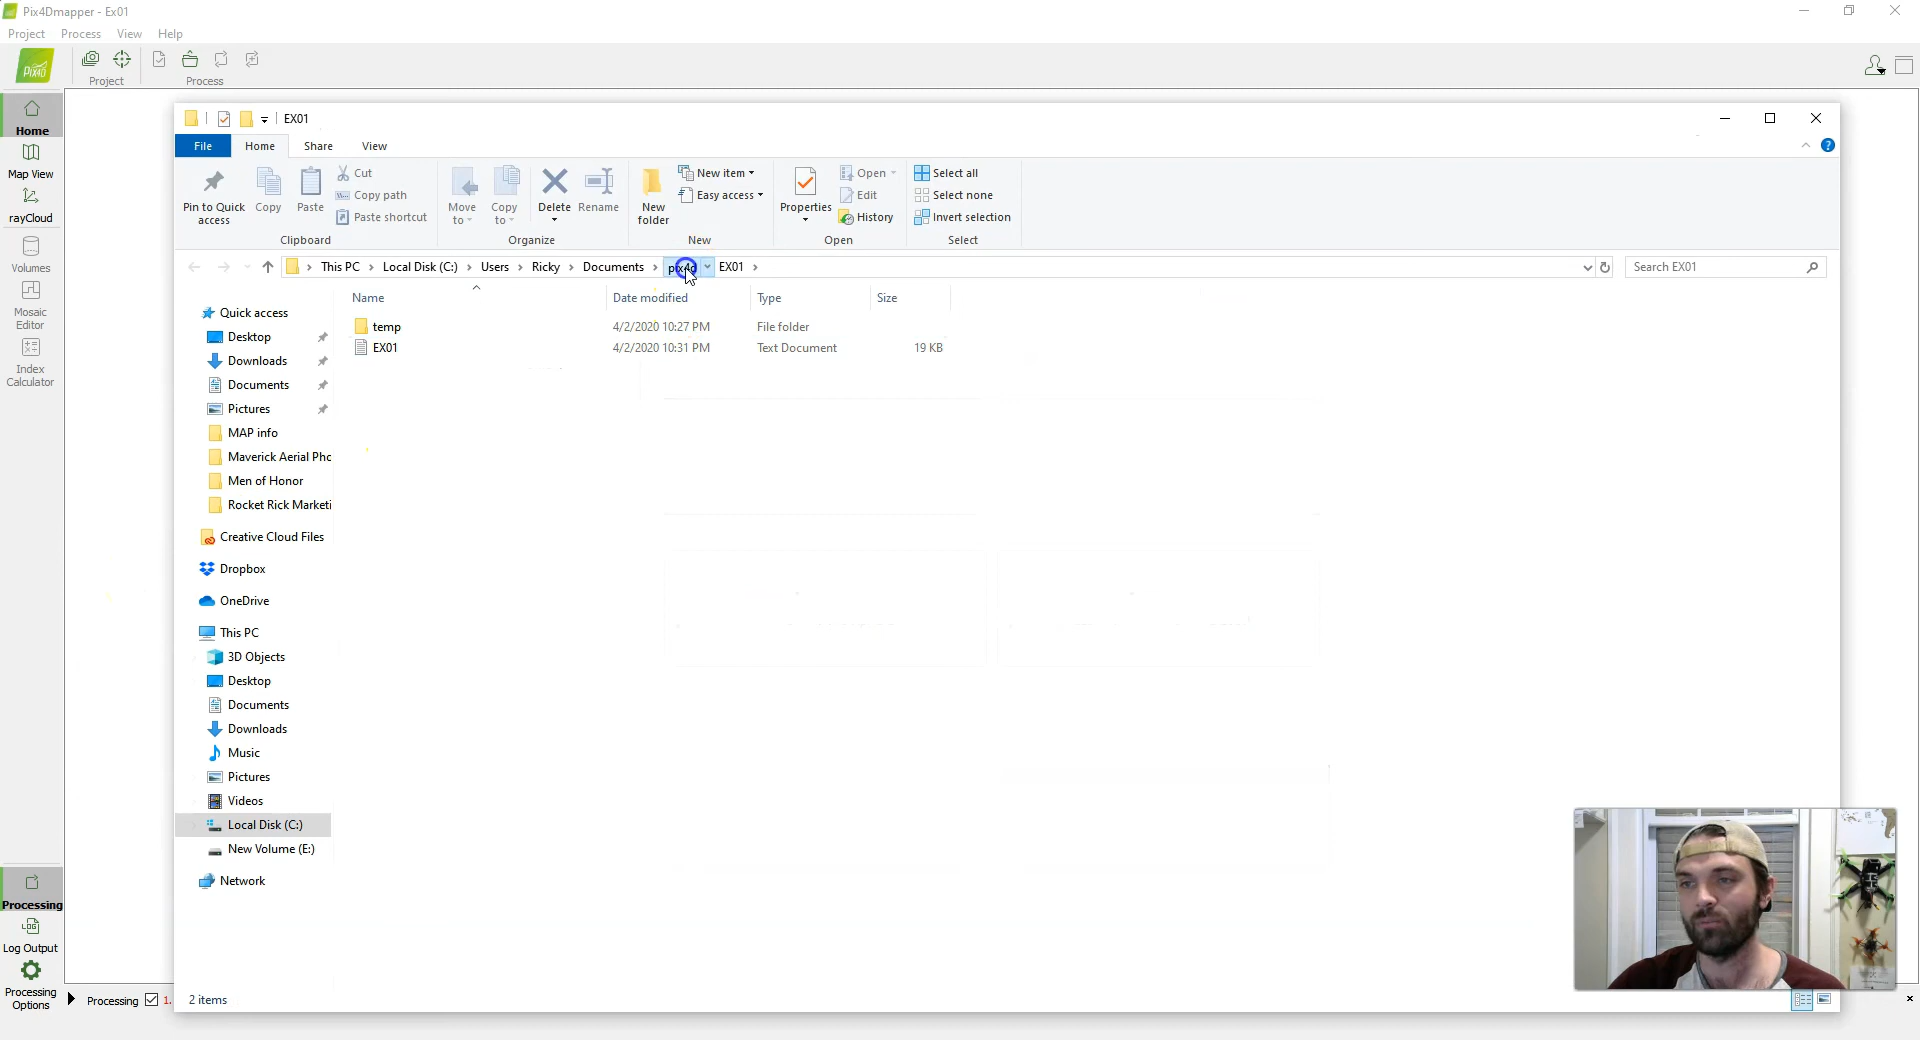 Pix4Dmapper - Ex01
Project Process View Help
Pix4D
Project Process
Home
Map View
rayCloud
Volumes
Mosaic
Editor
Index
Calculator
Processing
Log Output
Processing
Options
Processing 1.
EX01
File Home Share View
Pin to Quick
access
Copy
Paste
Cut
Copy path
Paste shortcut
Clipboard
Move
to
Copy
to
Delete
Rename
Organize
New
folder
New item
Easy access
New
Properties
Open
Edit
History
Open
Select all
Select none
Invert selection
Select
This PC > Local Disk (C:) > Users > Ricky > Documents > pix4d EX01 >
Search EX01
Name Date modified Type Size
temp 4/2/2020 10:27 PM File folder
EX01 4/2/2020 10:31 PM Text Document 19 KB
Quick access
Desktop
Downloads
Documents
Pictures
MAP info
Maverick Aerial Phc
Men of Honor
Rocket Rick Marketi
Creative Cloud Files
Dropbox
OneDrive
This PC
3D Objects
Desktop
Documents
Downloads
Music
Pictures
Videos
Local Disk (C:)
New Volume (E:)
Network
2 items